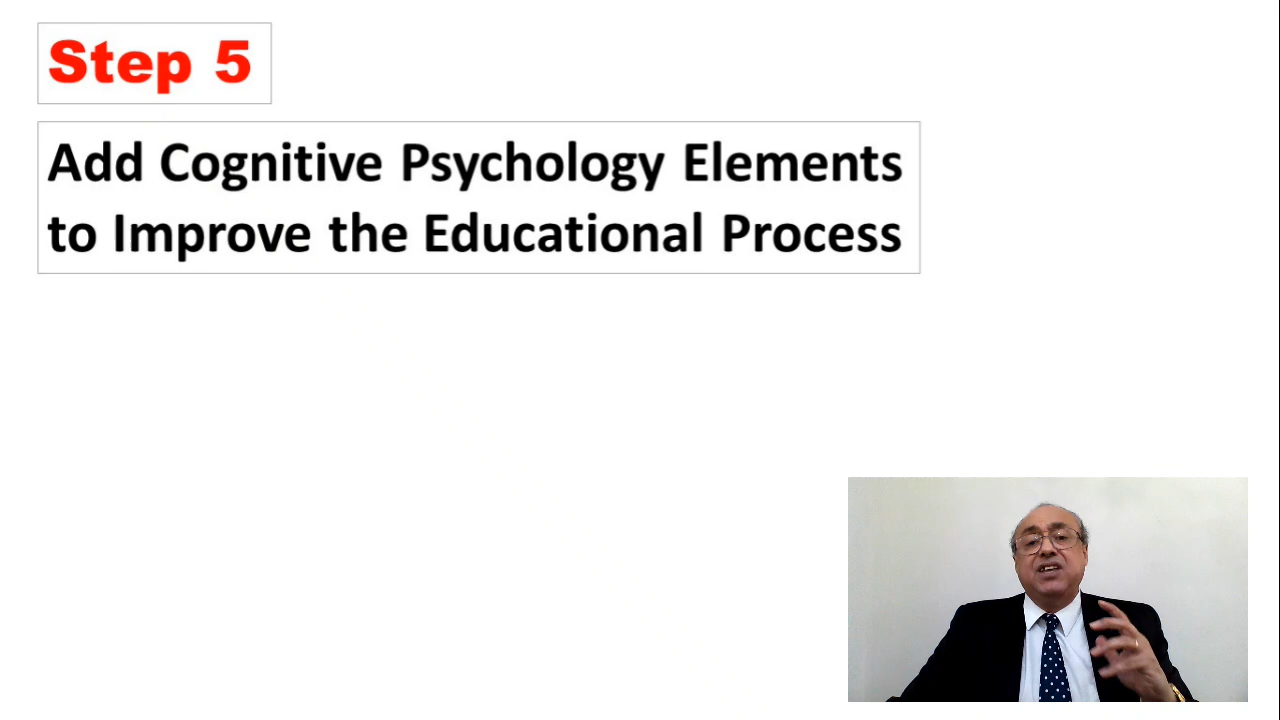 Step 5
Add Cognitive Psychology Elements
to Improve the Educational Process